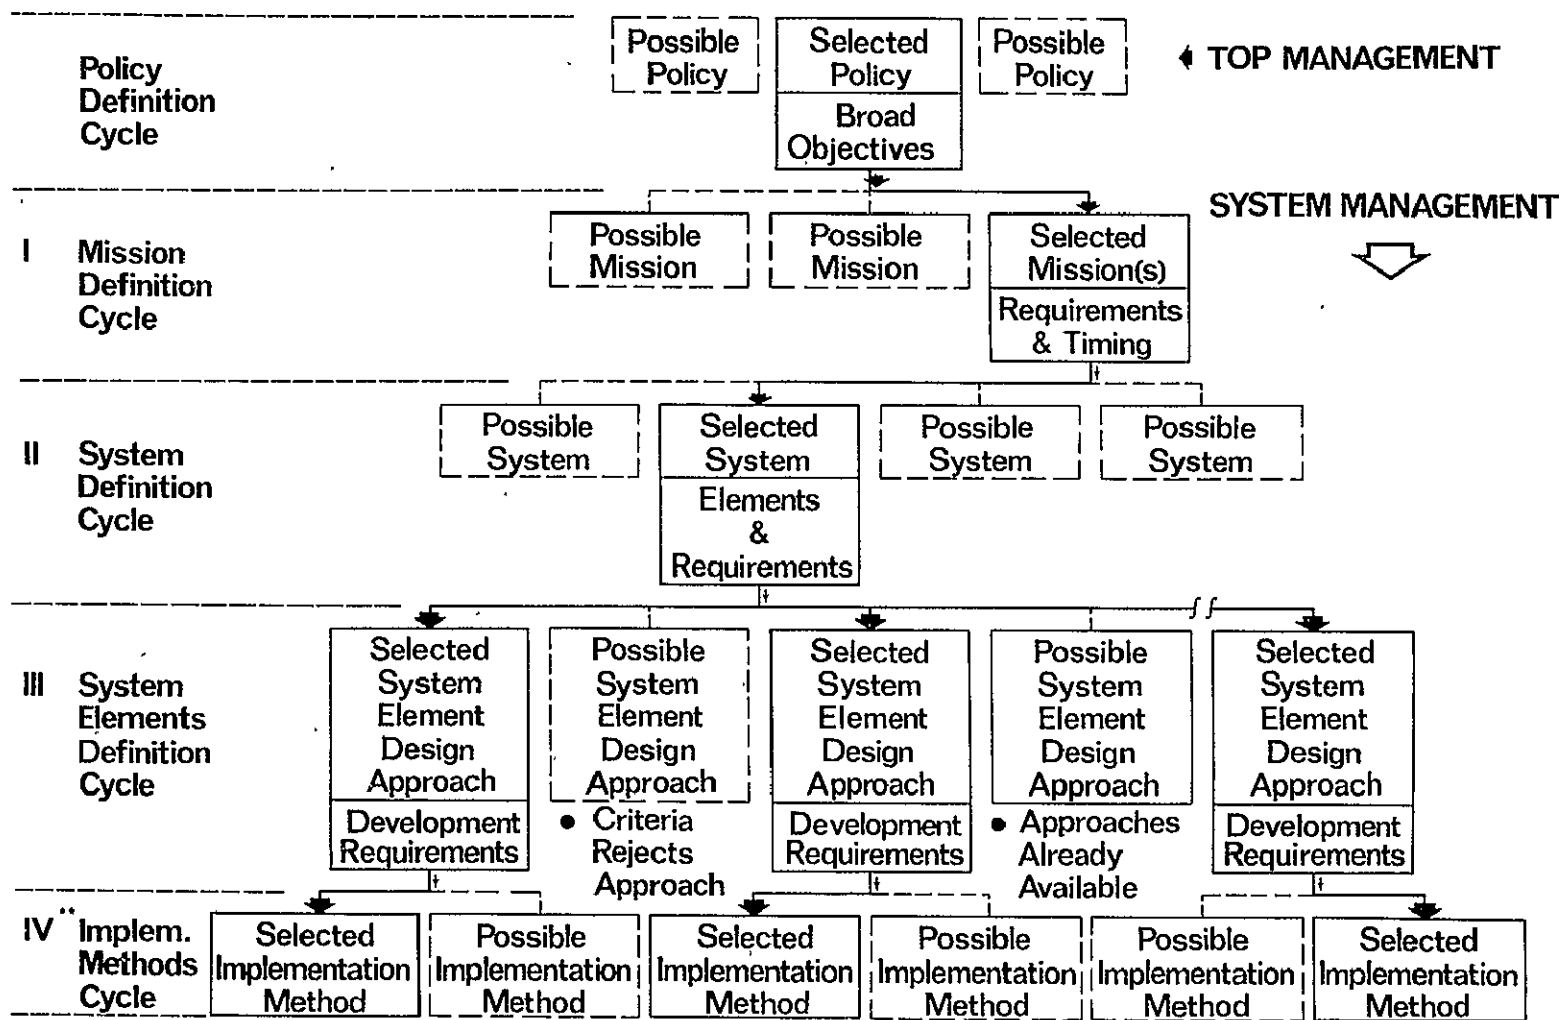 Policy
Definition
Cycle
Possible
Policy
Selected
Policy
Broad
Objectives
Possible
Policy
TOP MANAGEMENT
SYSTEM MANAGEMENT
I Mission
Definition
Cycle
Possible
Mission
Possible
Mission
Selected
Mission(s)
Requirements
& Timing
II System
Definition
Cycle
Possible
System
Selected
System
Elements
&
Requirements
Possible
System
Possible
System
III System
Elements
Definition
Cycle
Selected
System
Element
Design
Approach
Development
Requirements
Possible
System
Element
Design
Approach
• Criteria
Rejects
Approach
Selected
System
Element
Design
Approach
Development
Requirements
Possible
System
Element
Design
Approach
• Approaches
Already
Available
Selected
System
Element
Design
Approach
Development
Requirements
IV** Implem.
Methods
Cycle
Selected
Implementation
Method
Possible
Implementation
Method
Selected
Implementation
Method
Possible
Implementation
Method
Possible
Implementation
Method
Selected
Implementation
Method